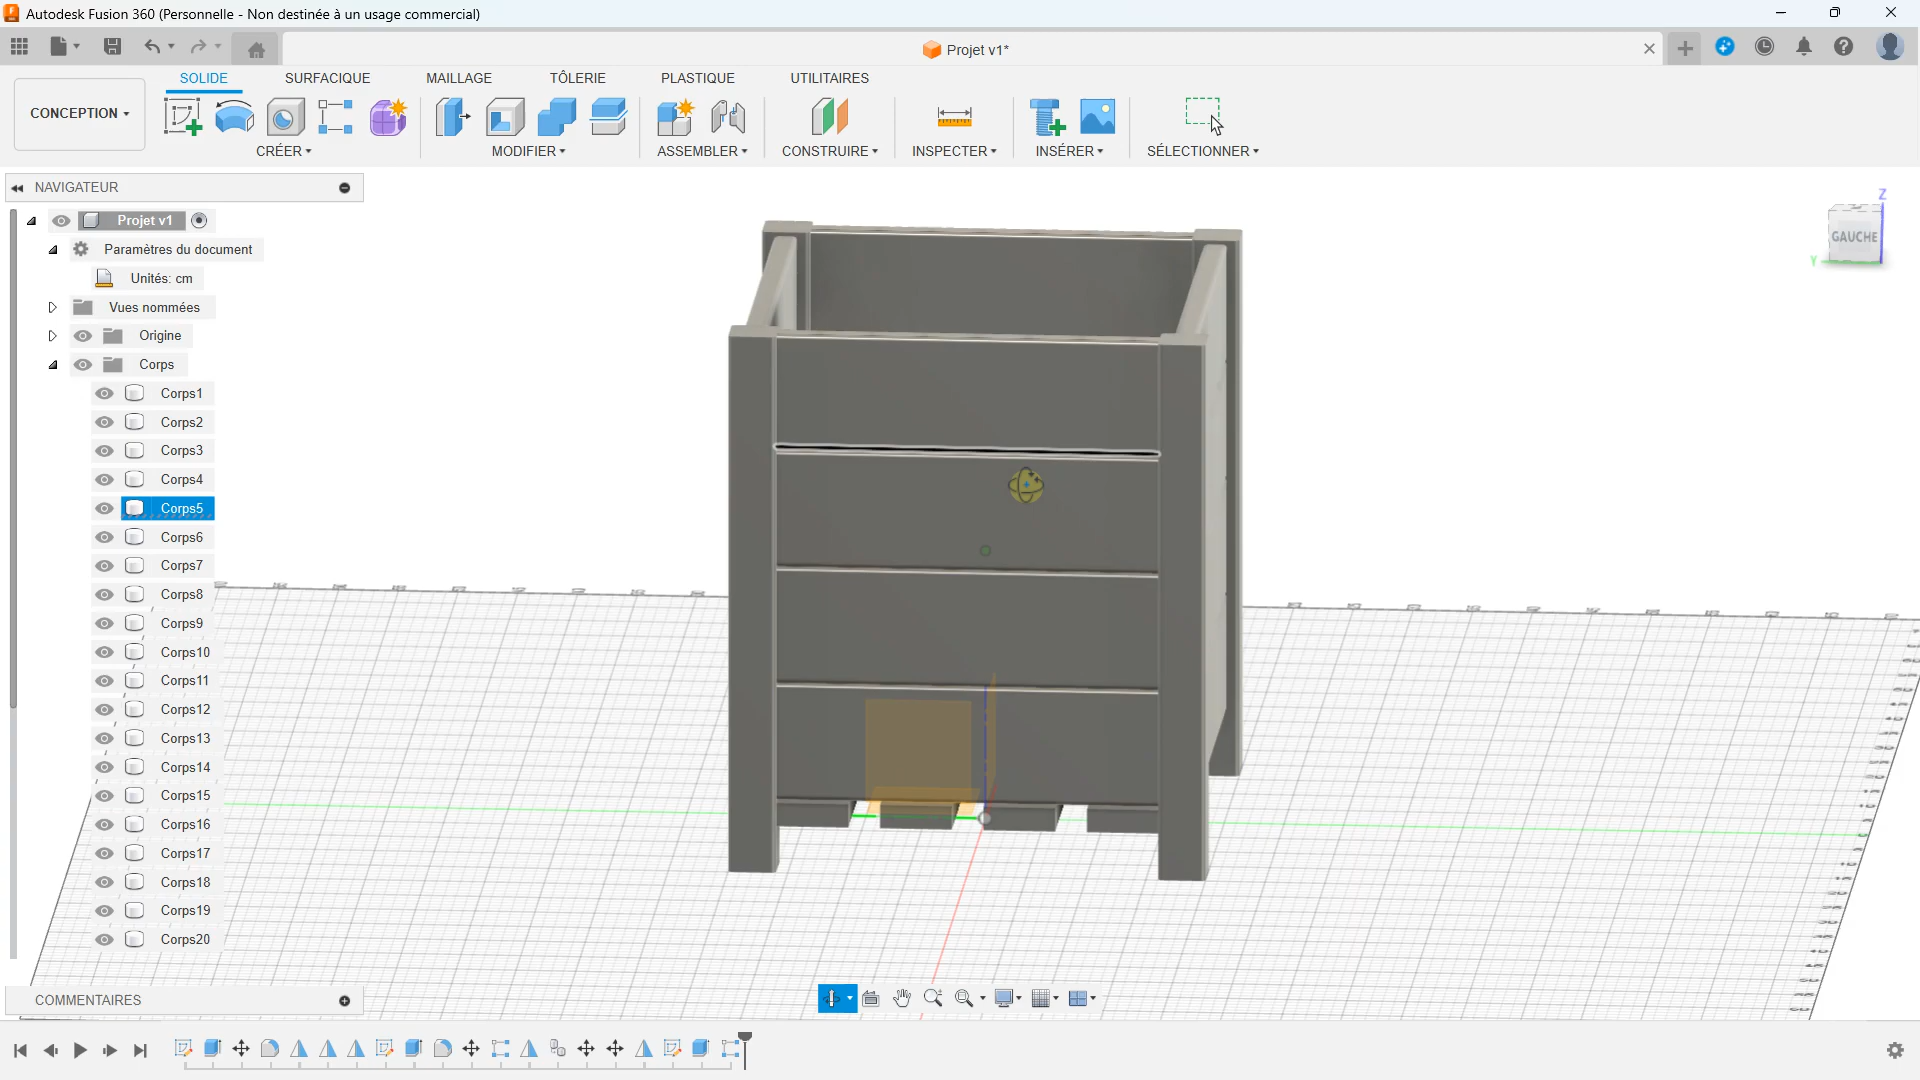 Autodesk Fusion 360 (Personnelle - Non destinée à un usage commercial)
Projet v1*
SOLIDE
SURFACIQUE
MAILLAGE
TÔLERIE
PLASTIQUE
UTILITAIRES
CONCEPTION
CRÉER
MODIFIER
ASSEMBLER
CONSTRUIRE
INSPECTER
INSÉRER
SÉLECTIONNER
NAVIGATEUR
Z
GAUCHE
Y
Projet v1
Paramètres du document
Unités: cm
Vues nommées
Origine
Corps
Corps1
Corps2
Corps3
Corps4
Corps5
Corps6
Corps7
Corps8
Corps9
Corps10
Corps11
Corps12
Corps13
Corps14
Corps15
Corps16
Corps17
Corps18
Corps19
Corps20
COMMENTAIRES